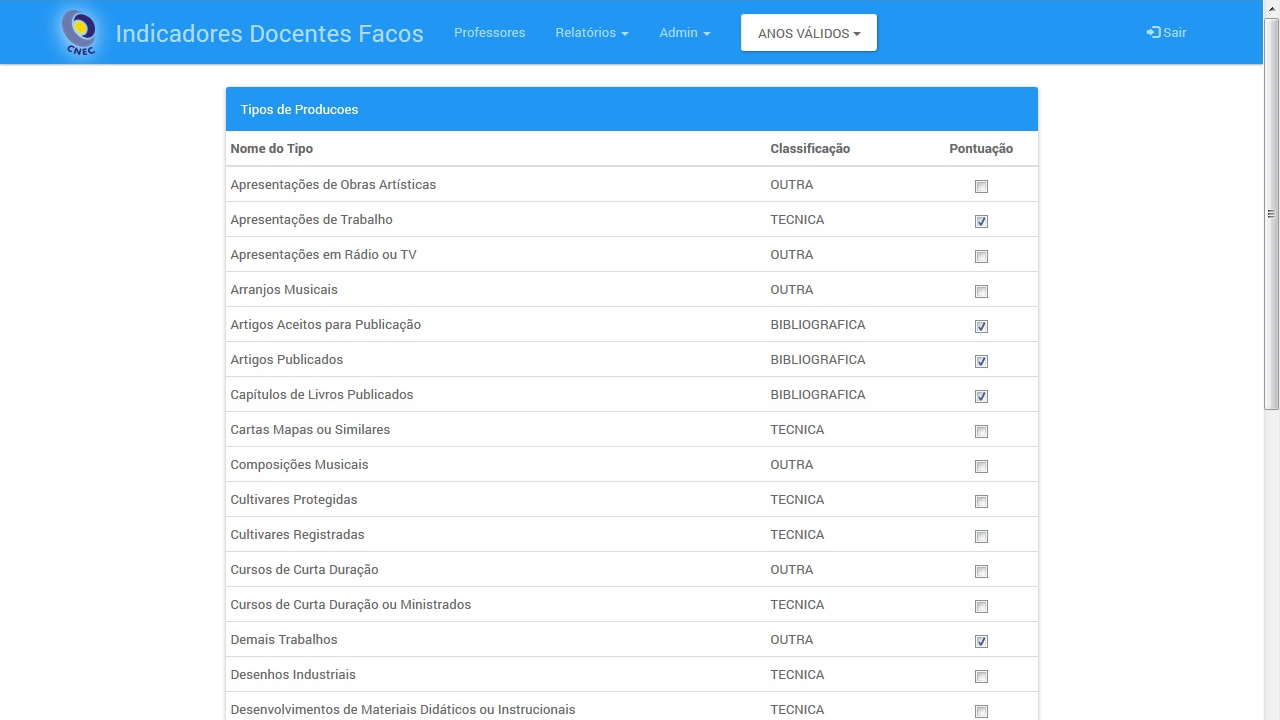 CNEC
Indicadores Docentes Facos
Professores
Relatórios
Admin
ANOS VÁLIDOS
Sair
Tipos de Producoes
Nome do Tipo Classificação Pontuação
Apresentações de Obras Artísticas OUTRA
Apresentações de Trabalho TECNICA
Apresentações em Rádio ou TV OUTRA
Arranjos Musicais OUTRA
Artigos Aceitos para Publicação BIBLIOGRAFICA
Artigos Publicados BIBLIOGRAFICA
Capítulos de Livros Publicados BIBLIOGRAFICA
Cartas Mapas ou Similares TECNICA
Composições Musicais OUTRA
Cultivares Protegidas TECNICA
Cultivares Registradas TECNICA
Cursos de Curta Duração OUTRA
Cursos de Curta Duração ou Ministrados TECNICA
Demais Trabalhos OUTRA
Desenhos Industriais TECNICA
Desenvolvimentos de Materiais Didáticos ou Instrucionais TECNICA